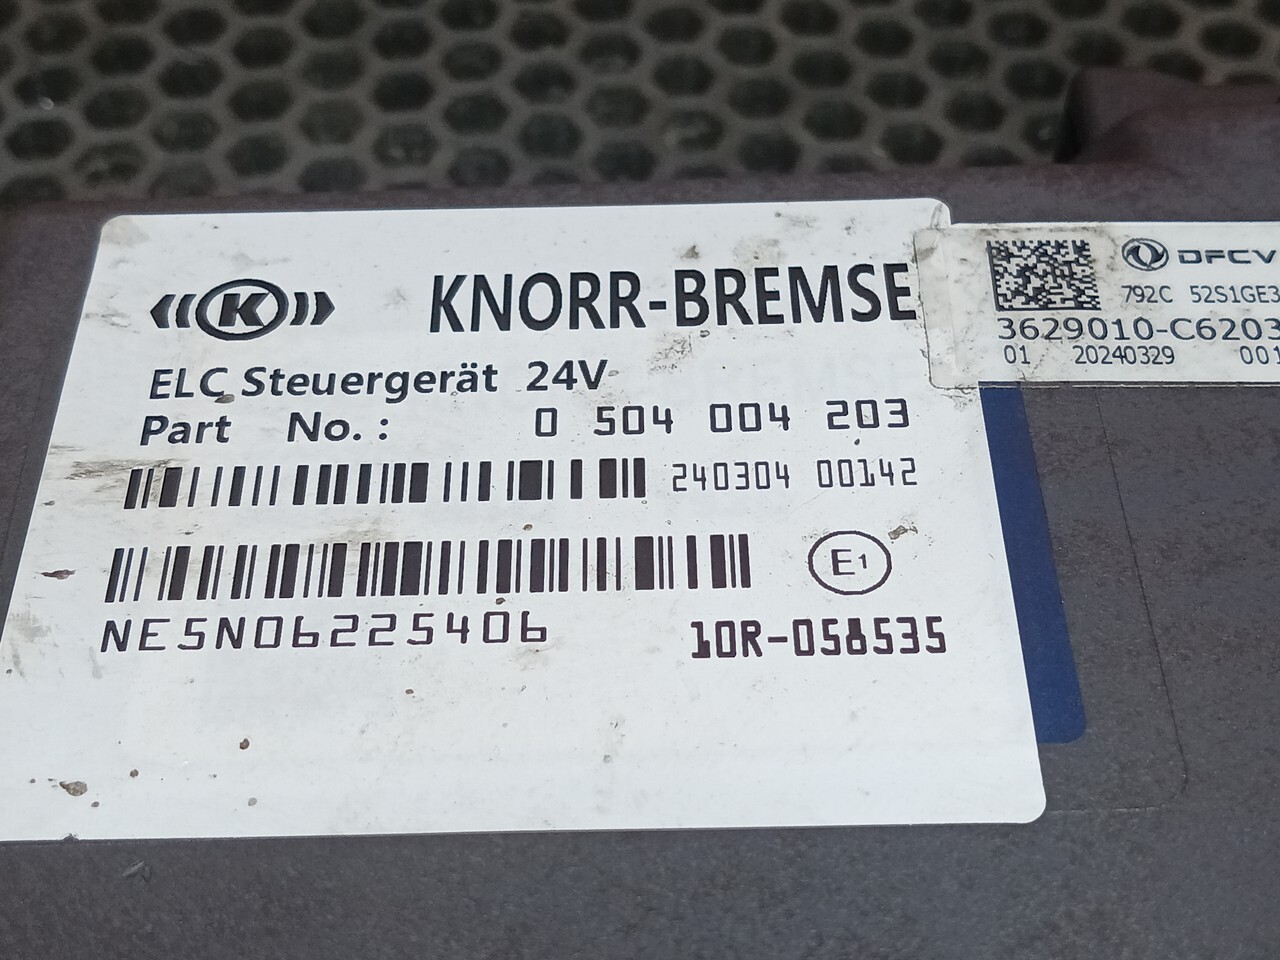 K
KNORR-BREMSE
ELC Steuergerät 24V
Part No.: 0 504 004 203
240304 00142
E1
NE5N06225406
10R-058535
DFCV
792C 52S1GE3
3629010-C6203
01 20240329 001